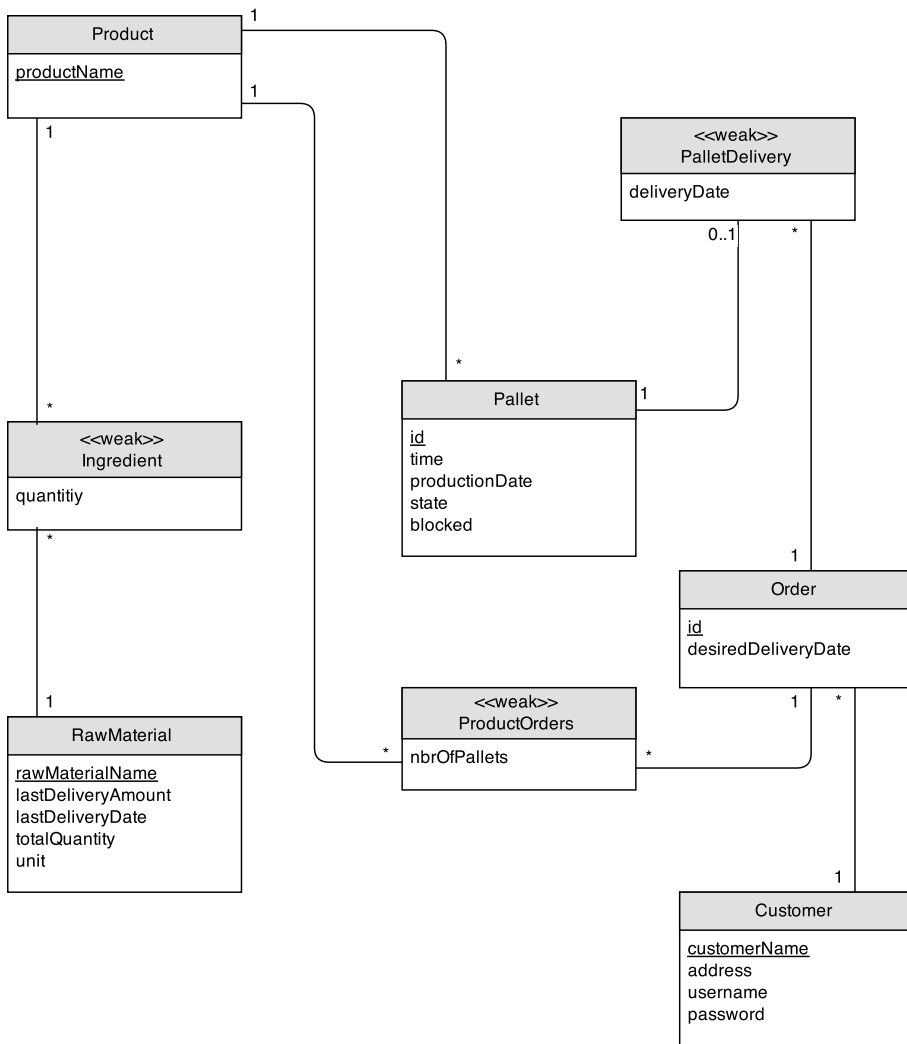 Product
productName
1
1
1
*
<<weak>>
PalletDelivery
deliveryDate
0..1
*
*
Pallet
id
time
productionDate
state
blocked
1
<<weak>>
Ingredient
quantitiy
*
1
1
Order
id
desiredDeliveryDate
1
*
<<weak>>
ProductOrders
nbrOfPallets
*
*
RawMaterial
rawMaterialName
lastDeliveryAmount
lastDeliveryDate
totalQuantity
unit
1
Customer
customerName
address
username
password